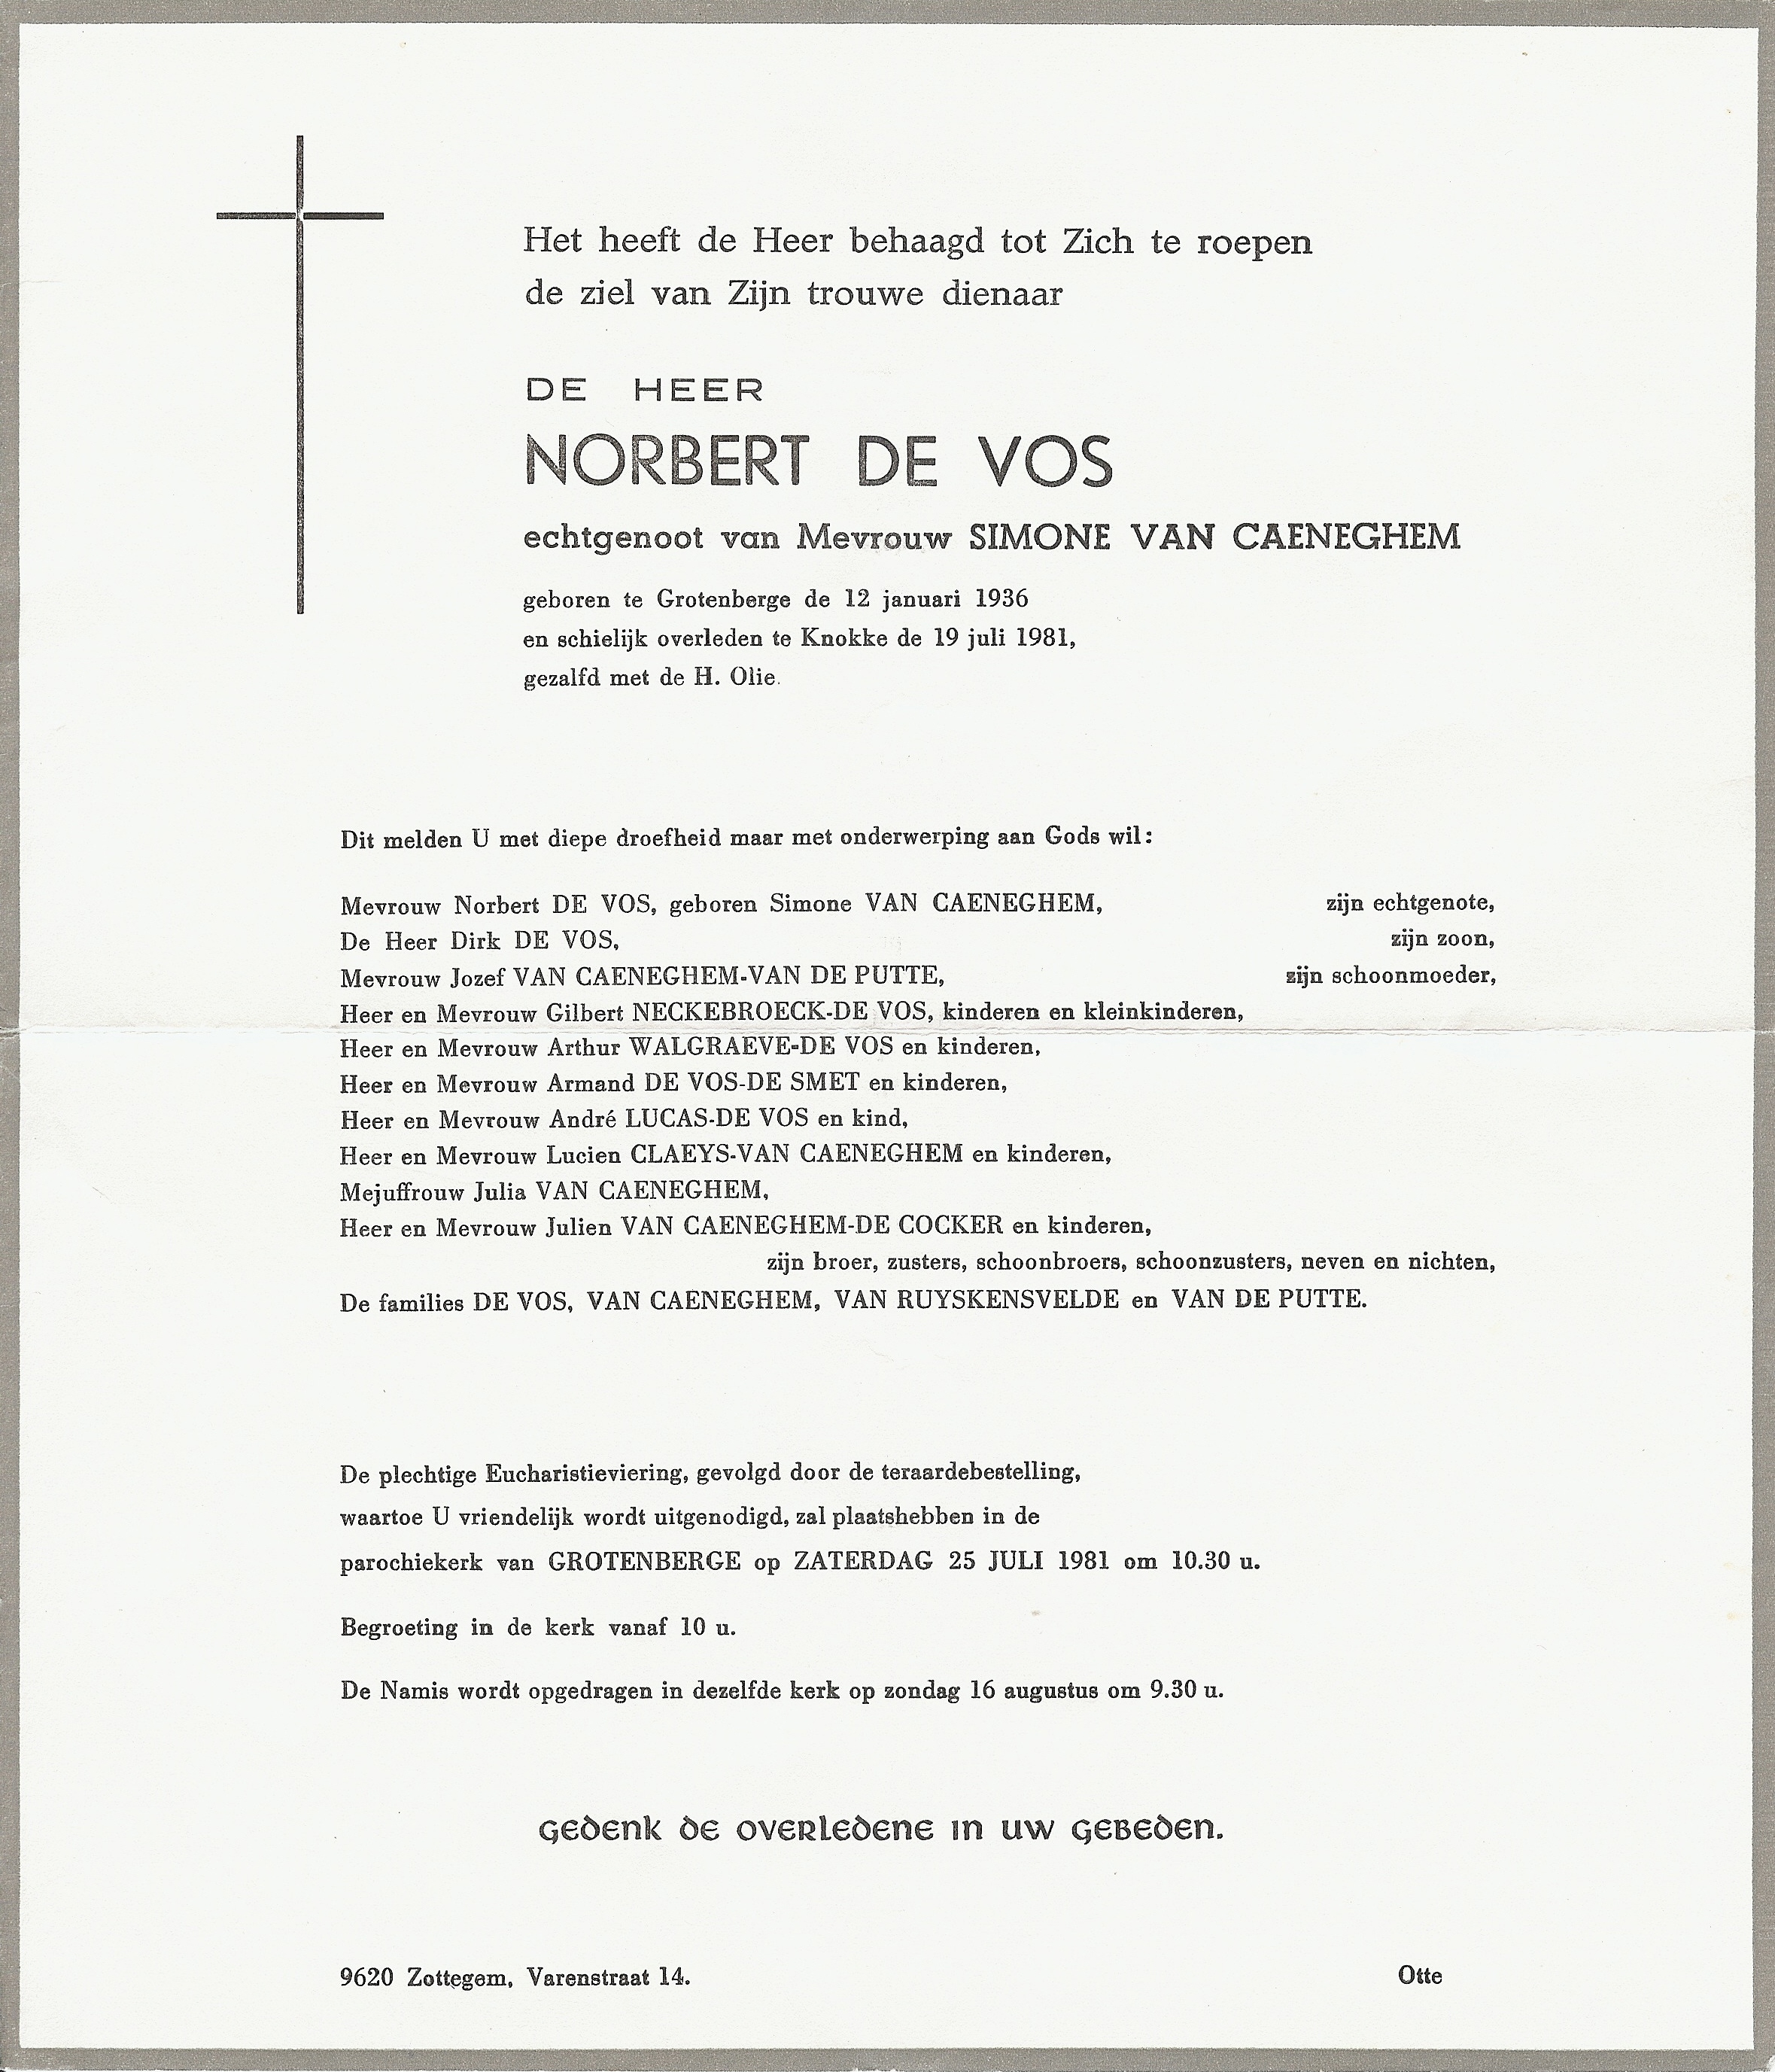 Het heeft de Heer behaagd tot Zich te roepen
de ziel van Zijn trouwe dienaar
DE HEER
NORBERT DE VOS
echtgenoot van Mevrouw SIMONE VAN CAENEGHEM
geboren te Grotenberge de 12 januari 1936
en schielijk overleden te Knokke de 19 juli 1981,
gezalfd met de H. Olie.
Dit melden U met diepe droefheid maar met onderwerping aan Gods wil:
Mevrouw Norbert DE VOS, geboren Simone VAN CAENEGHEM, zijn echtgenote,
De Heer Dirk DE VOS, zijn zoon,
Mevrouw Jozef VAN CAENEGHEM-VAN DE PUTTE, zijn schoonmoeder,
Heer en Mevrouw Gilbert NECKEBROECK-DE VOS, kinderen en kleinkinderen,
Heer en Mevrouw Arthur WALGRAEVE-DE VOS en kinderen,
Heer en Mevrouw Armand DE VOS-DE SMET en kinderen,
Heer en Mevrouw André LUCAS-DE VOS en kind,
Heer en Mevrouw Lucien CLAEYS-VAN CAENEGHEM en kinderen,
Mejuffrouw Julia VAN CAENEGHEM,
Heer en Mevrouw Julien VAN CAENEGHEM-DE COCKER en kinderen,
zijn broer, zusters, schoonbroers, schoonzusters, neven en nichten,
De families DE VOS, VAN CAENEGHEM, VAN RUYSKENSVELDE en VAN DE PUTTE.
De plechtige Eucharistieviering, gevolgd door de teraardebestelling,
waartoe U vriendelijk wordt uitgenodigd, zal plaatshebben in de
parochiekerk van GROTENBERGE op ZATERDAG 25 JULI 1981 om 10.30 u.
Begroeting in de kerk vanaf 10 u.
De Namis wordt opgedragen in dezelfde kerk op zondag 16 augustus om 9.30 u.
Gedenk de overledene in uw gebeden.
9620 Zottegem, Varenstraat 14. Otte